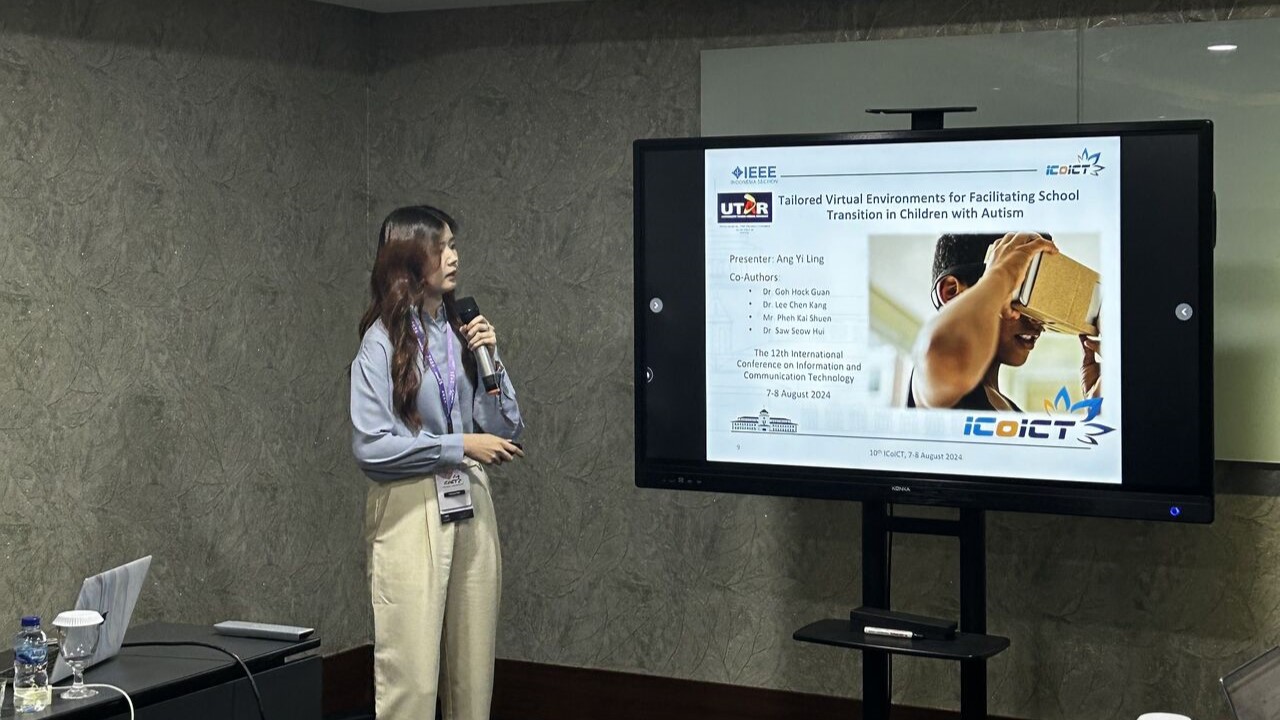 IEEE
INDONESIA SECTION
iCoiCT
UTAR
Tailored Virtual Environments for Facilitating School
Transition in Children with Autism
Presenter: Ang Yi Ling
Co-Authors:
• Dr. Goh Hock Guan
• Dr. Lee Chen Kang
• Mr. Pheh Kai Shuen
• Dr. Saw Seow Hui
The 12th International
Conference on Information and
Communication Technology
7-8 August 2024
iCoiCT
9
10th ICoICT, 7-8 August 2024
KONKA